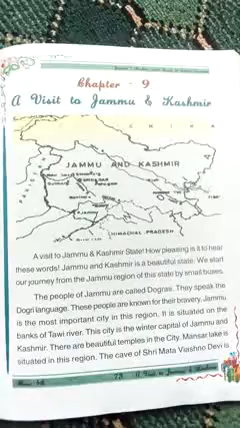 Chapter - 9
A Visit to Jammu & Kashmir
C H I N A
JAMMU AND KASHMIR
HIMACHAL PRADESH
A visit to Jammu & Kashmir State! How pleasing it is to hear
these words! Jammu and Kashmir is a beautiful state. We start
our journey from the Jammu region of this state by small buses.
The people of Jammu are called Dogras. They speak the
Dogri language. These people are known for their bravery. Jammu
is the most important city in this region. It is situated on the
banks of Tawi river. This city is the winter capital of Jammu and
Kashmir. There are beautiful temples in the City. Mansar lake is
situated in this region. The cave of Shri Mata Viashno Devi is
73 A Visit to Jammu & Kashmir